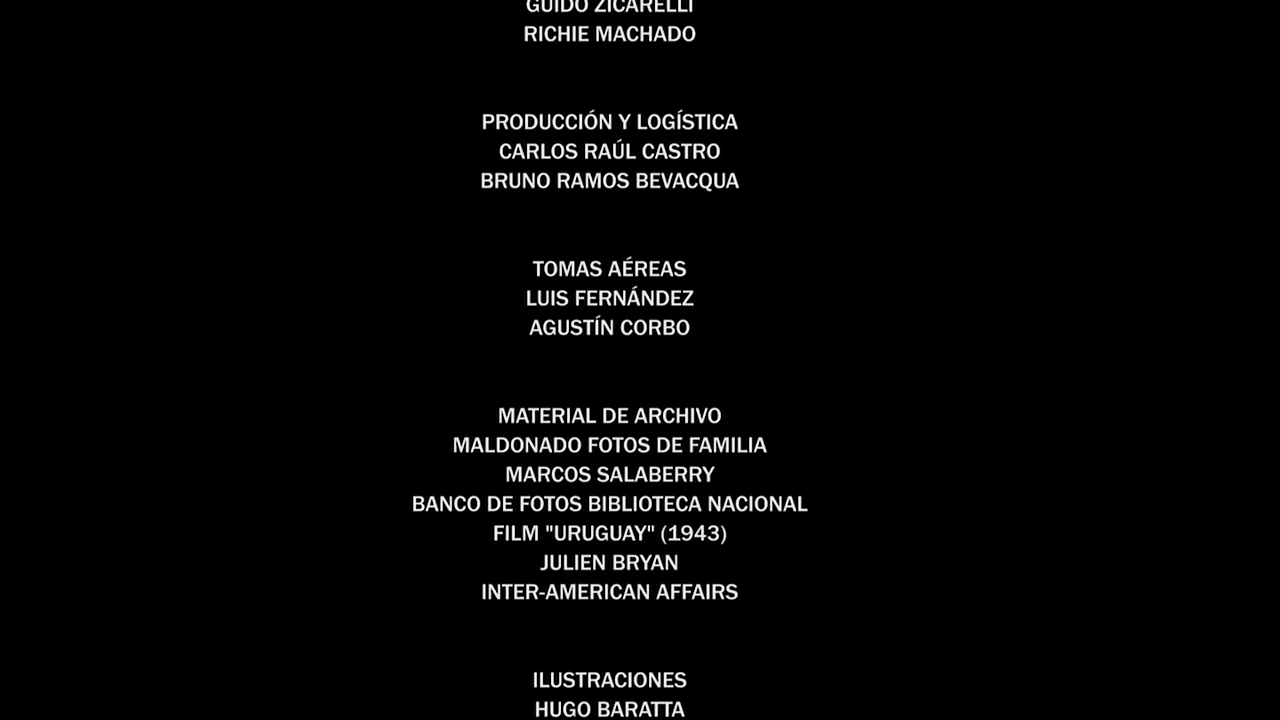 GUIDO ZICARELLI
RICHIE MACHADO
PRODUCCIÓN Y LOGÍSTICA
CARLOS RAÚL CASTRO
BRUNO RAMOS BEVACQUA
TOMAS AÉREAS
LUIS FERNÁNDEZ
AGUSTÍN CORBO
MATERIAL DE ARCHIVO
MALDONADO FOTOS DE FAMILIA
MARCOS SALABERRY
BANCO DE FOTOS BIBLIOTECA NACIONAL
FILM "URUGUAY" (1943)
JULIEN BRYAN
INTER-AMERICAN AFFAIRS
ILUSTRACIONES
HUGO BARATTA